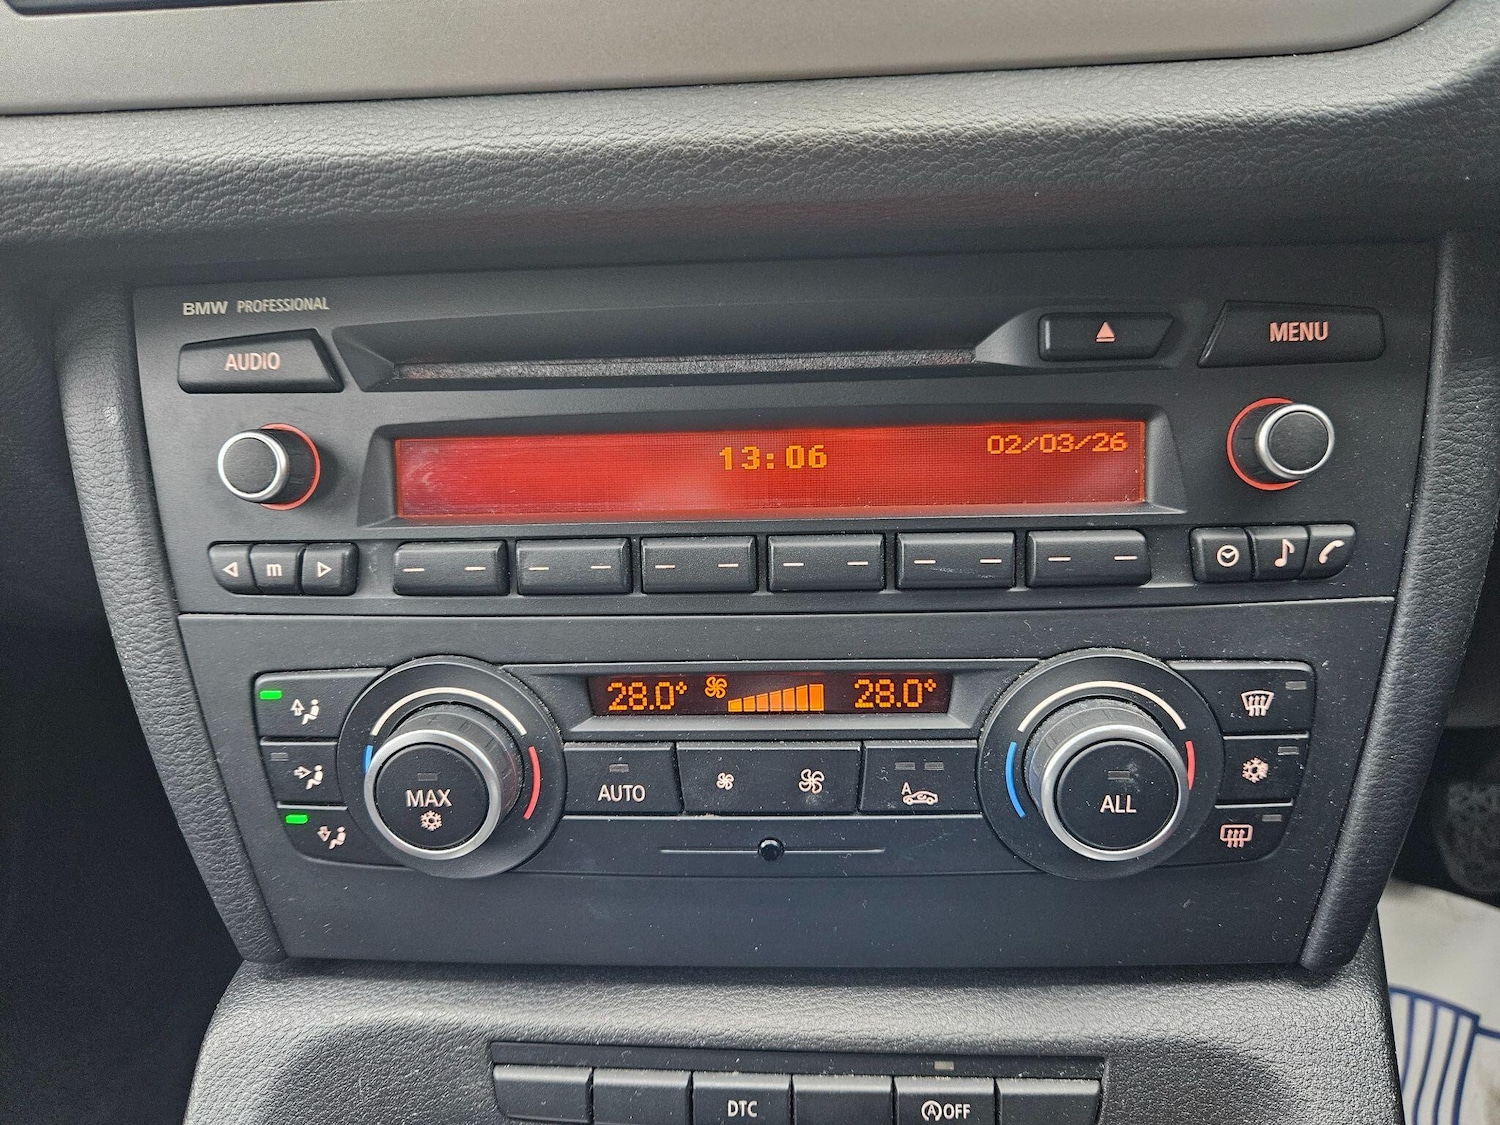 BMW PROFESSIONAL
AUDIO
MENU
13:06
02/03/26
m
28.0°
28.0°
MAX
AUTO
A
ALL
DTC
A OFF